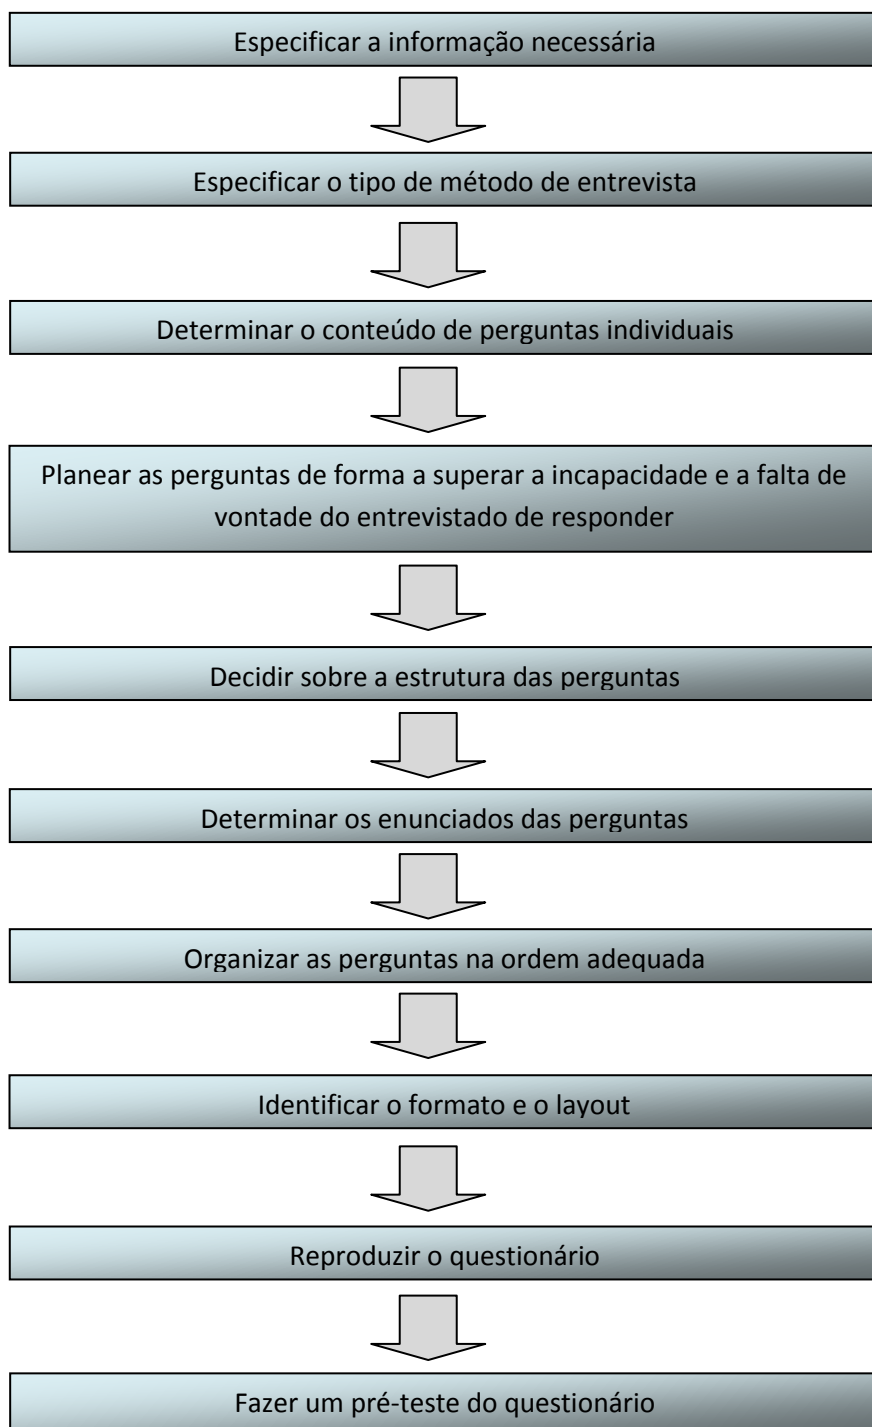 Especificar a informação necessária
Especificar o tipo de método de entrevista
Determinar o conteúdo de perguntas individuais
Planear as perguntas de forma a superar a incapacidade e a falta de
vontade do entrevistado de responder
Decidir sobre a estrutura das perguntas
Determinar os enunciados das perguntas
Organizar as perguntas na ordem adequada
Identificar o formato e o layout
Reproduzir o questionário
Fazer um pré-teste do questionário